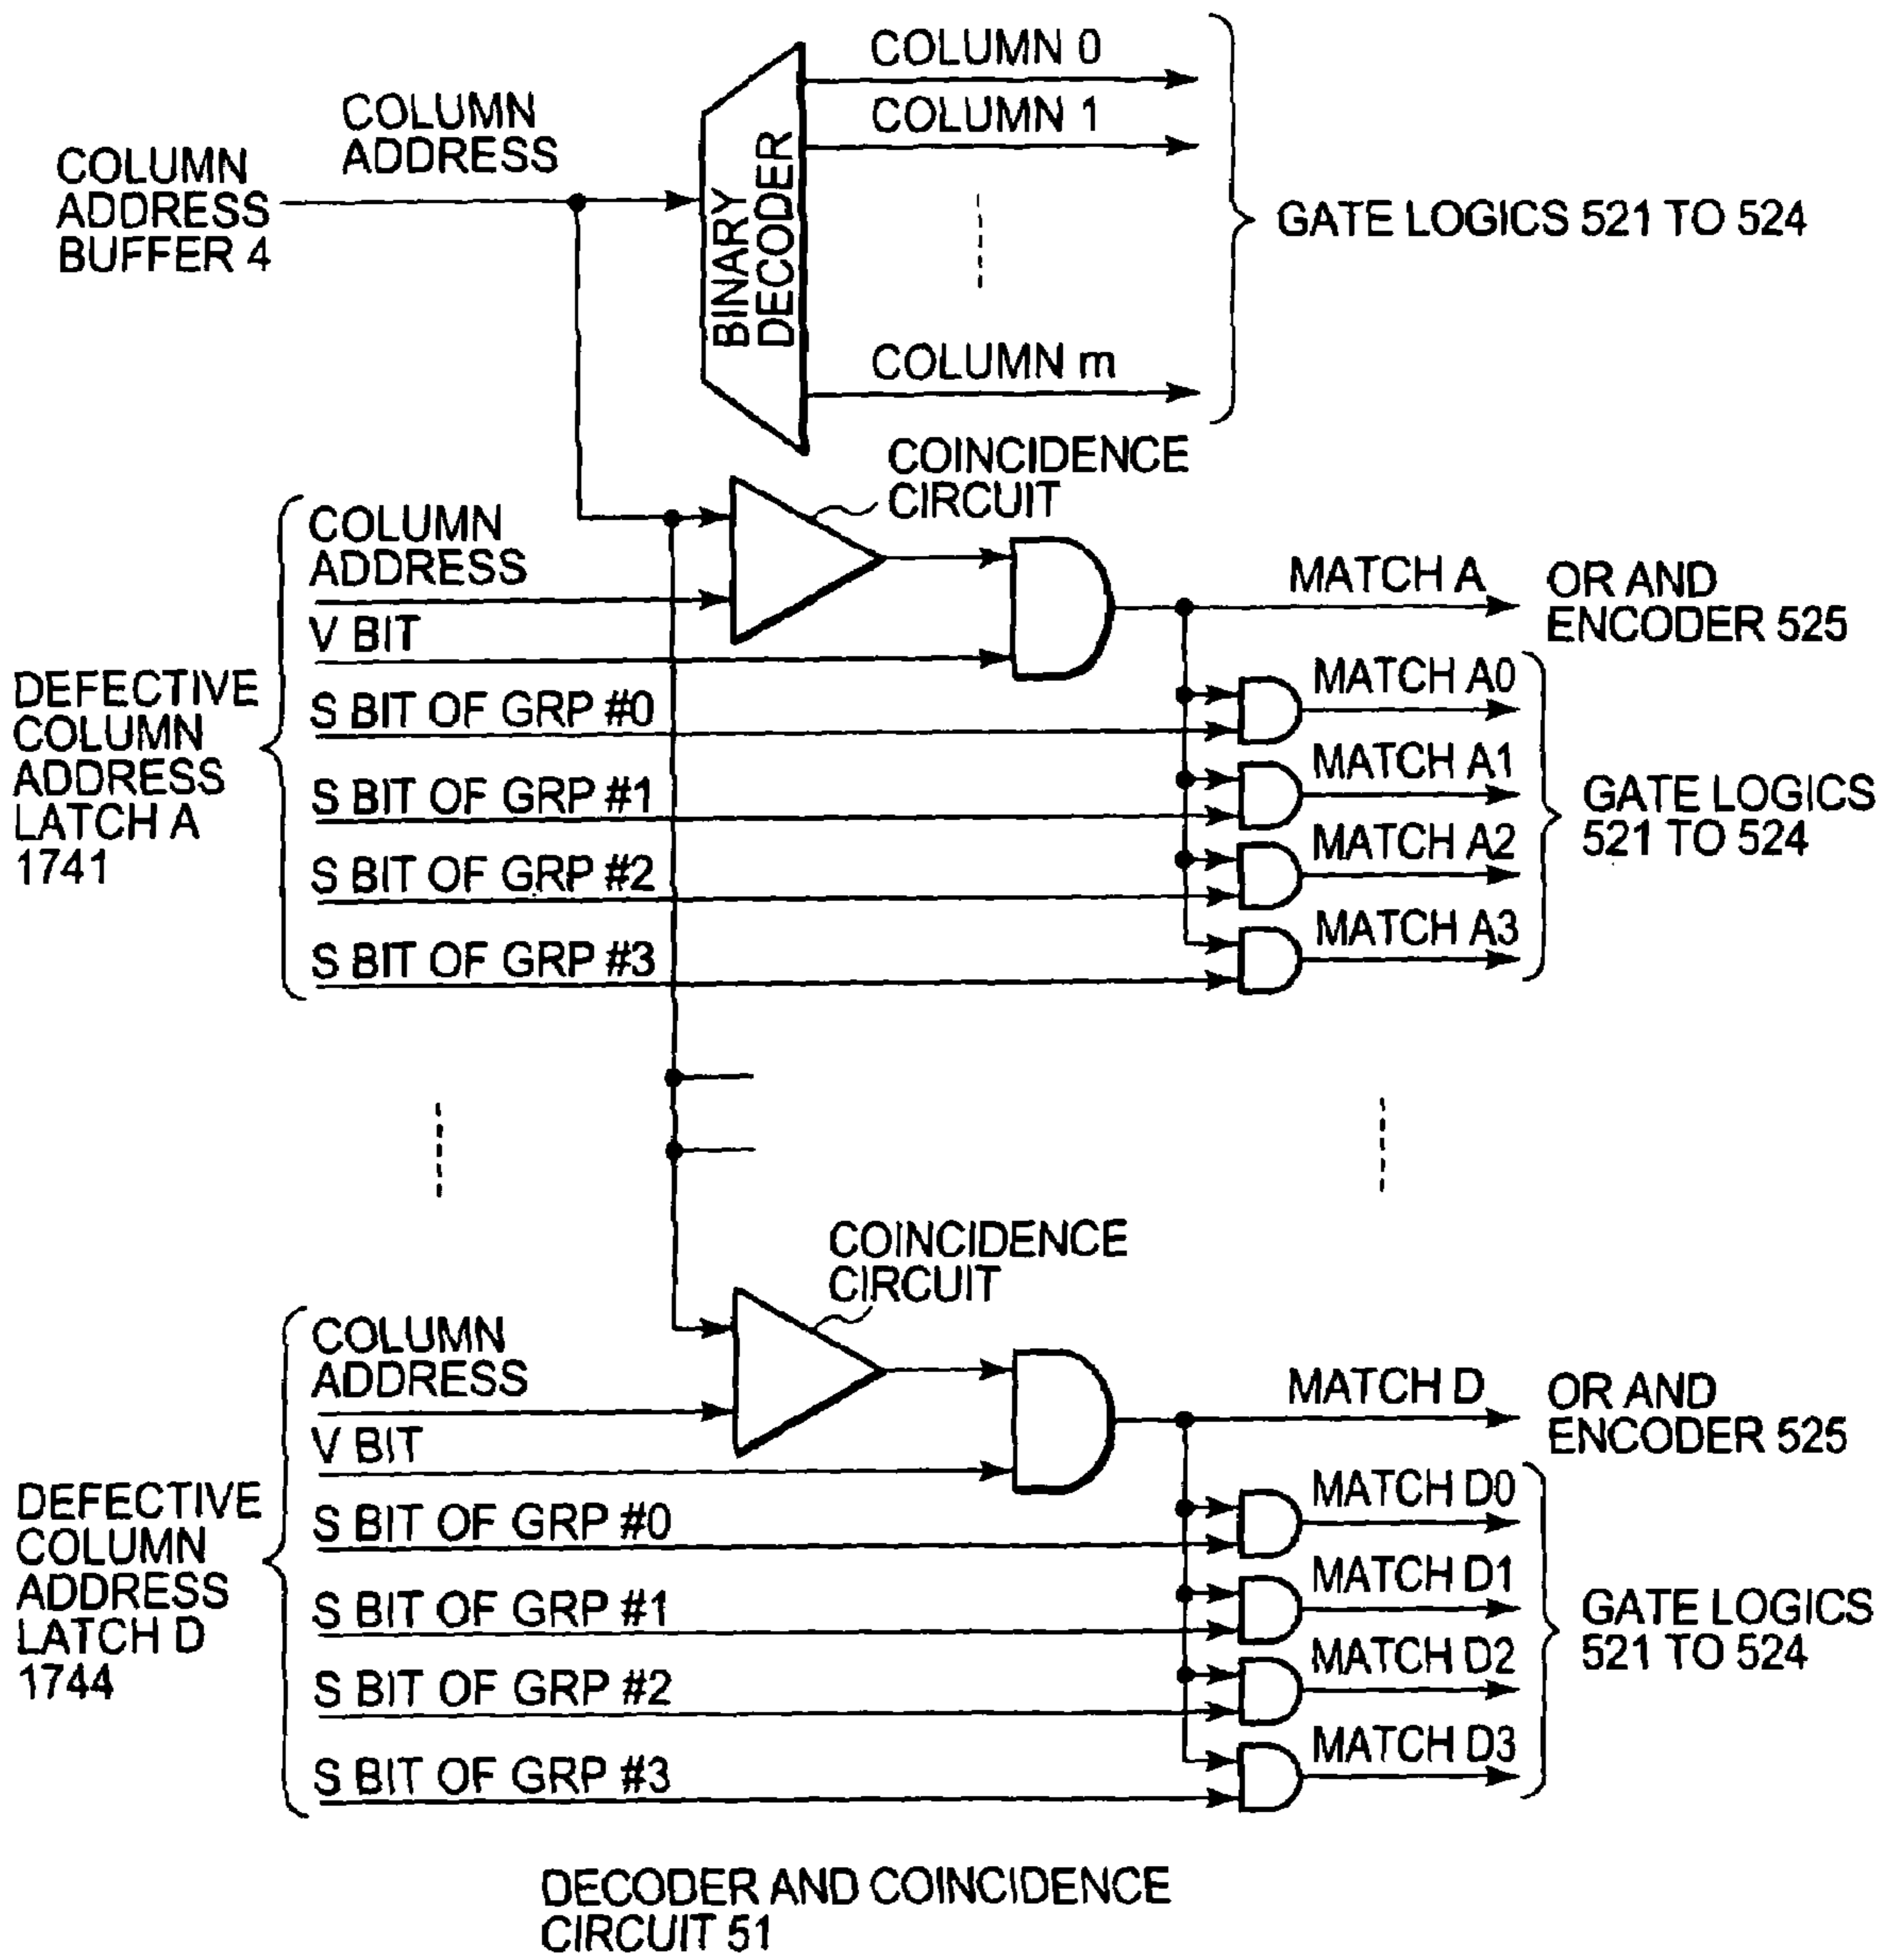 COLUMN 0
COLUMN 1
COLUMN
ADDRESS
COLUMN
ADDRESS
BUFFER 4
BINARY
DECODER
GATE LOGICS 521 TO 524
COLUMN m
COINCIDENCE
CIRCUIT
COLUMN
ADDRESS
V BIT
MATCH A
OR AND
ENCODER 525
DEFECTIVE
COLUMN
ADDRESS
LATCH A
1741
S BIT OF GRP #0
S BIT OF GRP #1
S BIT OF GRP #2
S BIT OF GRP #3
MATCH A0
MATCH A1
MATCH A2
MATCH A3
GATE LOGICS
521 TO 524
COINCIDENCE
CIRCUIT
COLUMN
ADDRESS
V BIT
MATCH D
OR AND
ENCODER 525
DEFECTIVE
COLUMN
ADDRESS
LATCH D
1744
S BIT OF GRP #0
S BIT OF GRP #1
S BIT OF GRP #2
S BIT OF GRP #3
MATCH D0
MATCH D1
MATCH D2
MATCH D3
GATE LOGICS
521 TO 524
DECODER AND COINCIDENCE
CIRCUIT 51